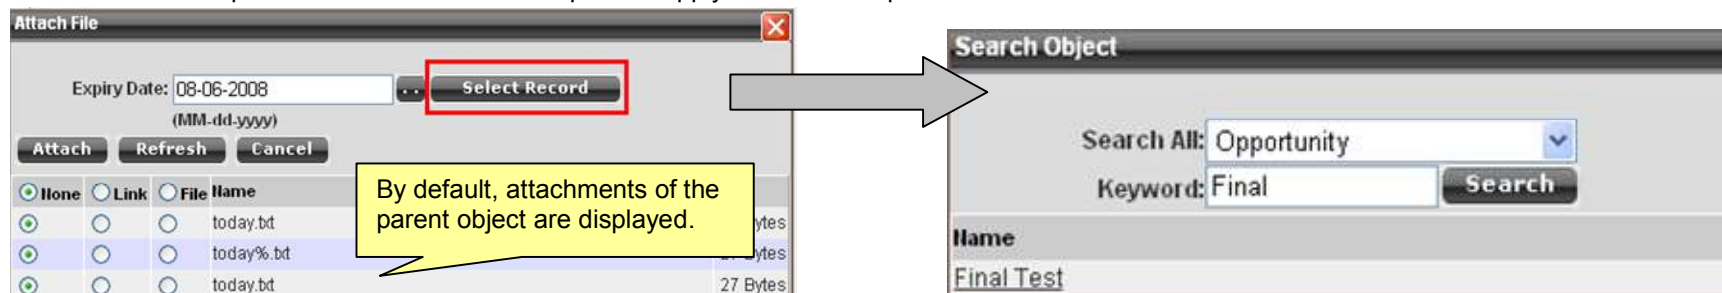 Attach File
Expiry Date: 08-06-2008 .. Select Record
(MM-dd-yyyy)
Attach Refresh Cancel
None Link File Name
today.txt
today%.txt
today.txt 27 Bytes
By default, attachments of the
parent object are displayed.
Search Object
Search All: Opportunity
Keyword: Final Search
Name
Final Test